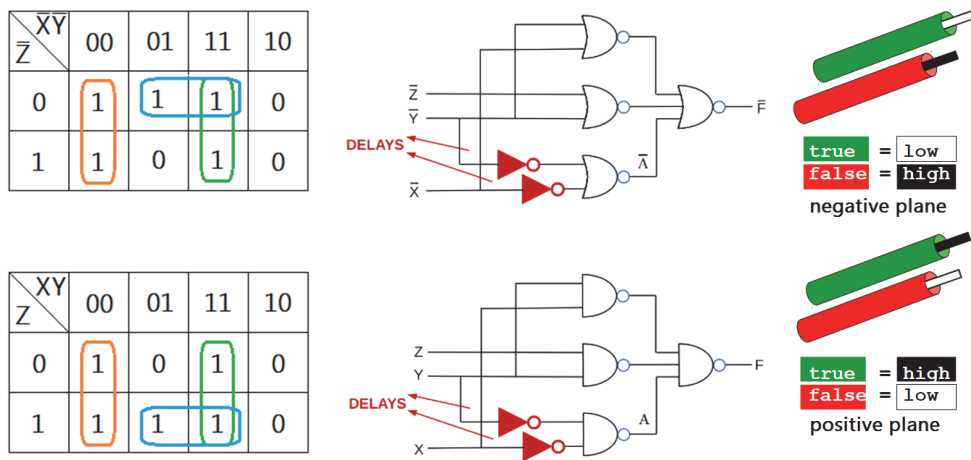 X̅Y̅
Z̅
00 01 11 10
0 1 1 1 0
1 1 0 1 0
Z̅
Y̅
DELAYS
X̅
Λ̅
F̅
true = low
false = high
negative plane
XY
Z
00 01 11 10
0 1 0 1 0
1 1 1 1 0
Z
Y
DELAYS
X
A
F
true = high
false = low
positive plane